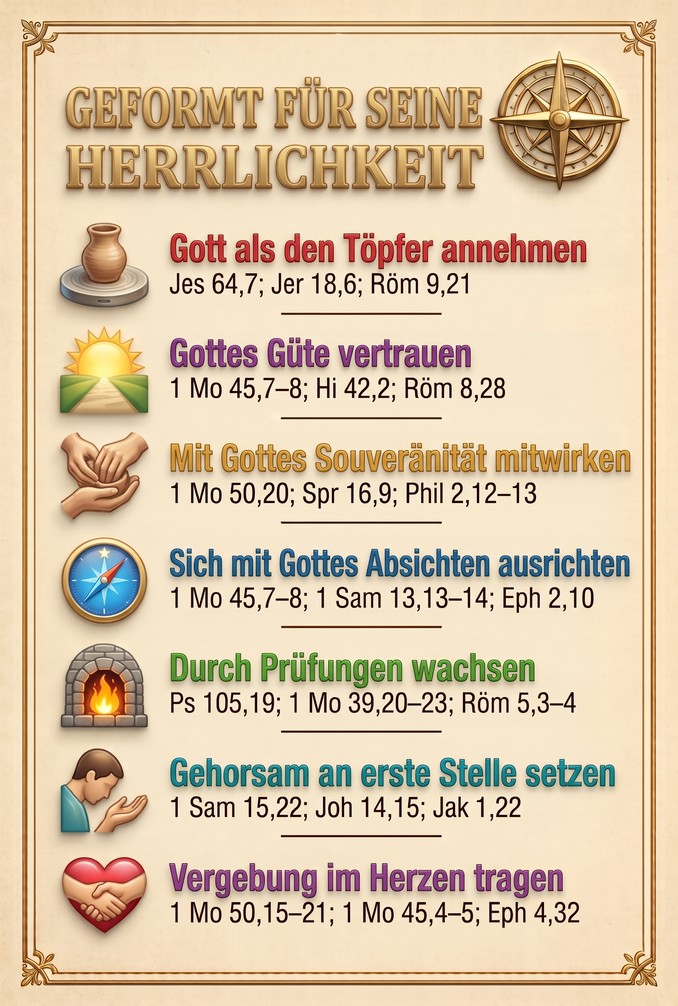 GEFORMT FÜR SEINE
HERRLICHKEIT
Gott als den Töpfer annehmen
Jes 64,7; Jer 18,6; Röm 9,21
Gottes Güte vertrauen
1 Mo 45,7–8; Hi 42,2; Röm 8,28
Mit Gottes Souveränität mitwirken
1 Mo 50,20; Spr 16,9; Phil 2,12–13
Sich mit Gottes Absichten ausrichten
1 Mo 45,7–8; 1 Sam 13,13–14; Eph 2,10
Durch Prüfungen wachsen
Ps 105,19; 1 Mo 39,20–23; Röm 5,3–4
Gehorsam an erste Stelle setzen
1 Sam 15,22; Joh 14,15; Jak 1,22
Vergebung im Herzen tragen
1 Mo 50,15–21; 1 Mo 45,4–5; Eph 4,32